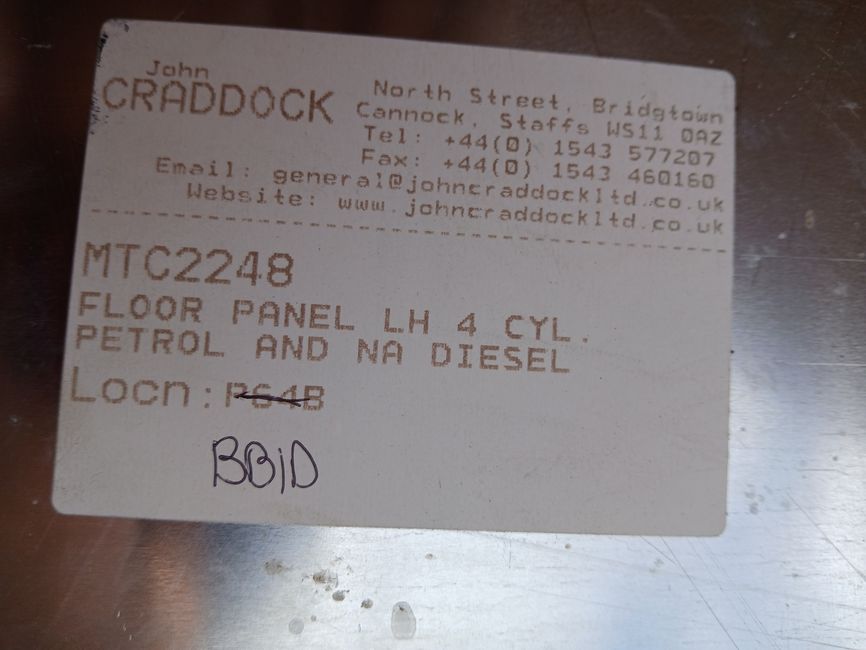 John
CRADDOCK
North Street, Bridgtown
Cannock, Staffs WS11 0AZ
Tel: +44(0) 1543 577207
Fax: +44(0) 1543 460160
Email: general@johncraddockltd.co.uk
Website: www.johncraddockltd.co.uk
MTC2248
FLOOR PANEL LH 4 CYL.
PETROL AND NA DIESEL
Locn: P64B
BB1D